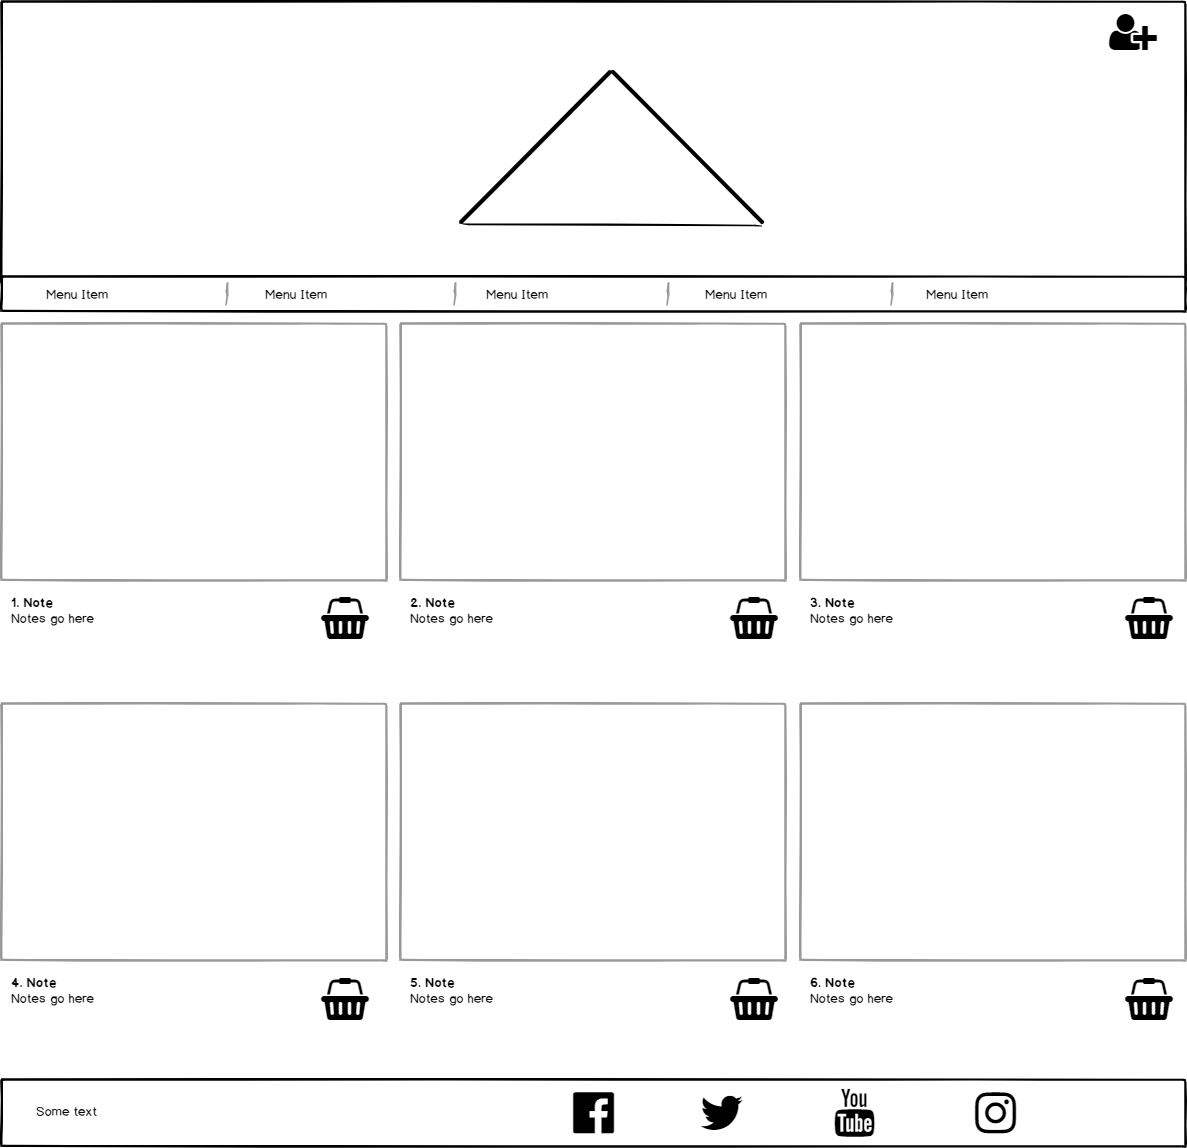 Menu Item Menu Item Menu Item Menu Item Menu Item
1. Note
Notes go here
2. Note
Notes go here
3. Note
Notes go here
4. Note
Notes go here
5. Note
Notes go here
6. Note
Notes go here
Some text
You
Tube